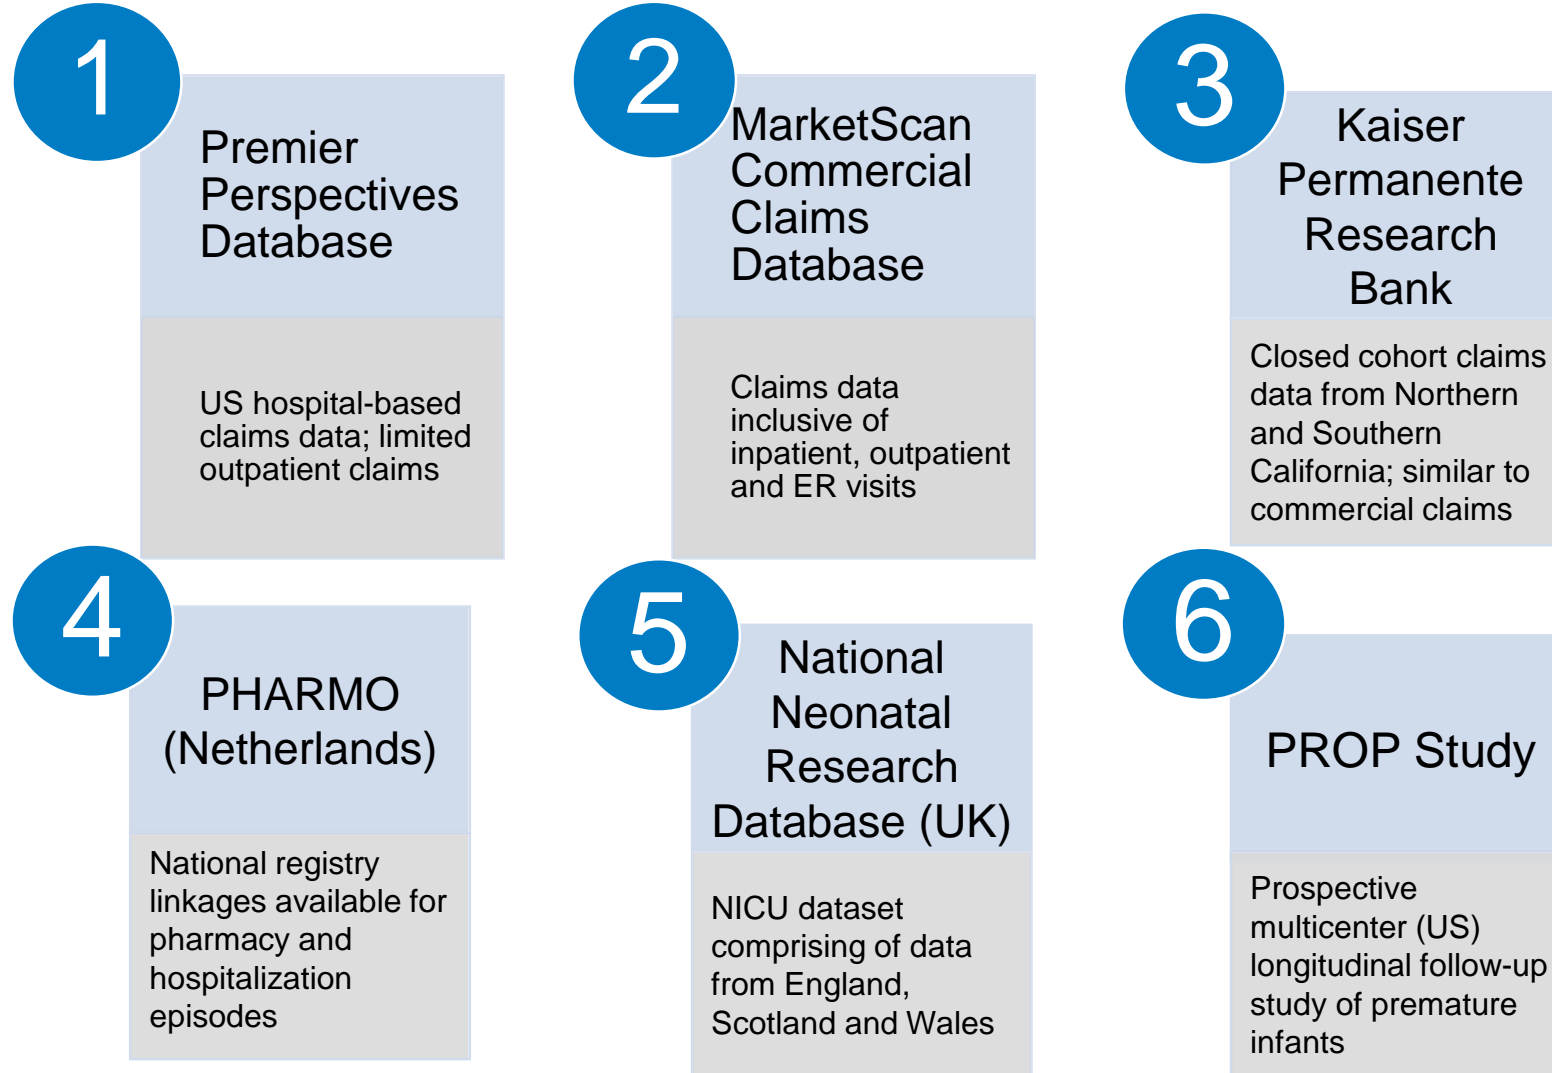 1
Premier
Perspectives
Database
US hospital-based
claims data; limited
outpatient claims
2
MarketScan
Commercial
Claims
Database
Claims data
inclusive of
inpatient, outpatient
and ER visits
3
Kaiser
Permanente
Research
Bank
Closed cohort claims
data from Northern
and Southern
California; similar to
commercial claims
4
PHARMO
(Netherlands)
National registry
linkages available for
pharmacy and
hospitalization
episodes
5
National
Neonatal
Research
Database (UK)
NICU dataset
comprising of data
from England,
Scotland and Wales
6
PROP Study
Prospective
multicenter (US)
longitudinal follow-up
study of premature
infants